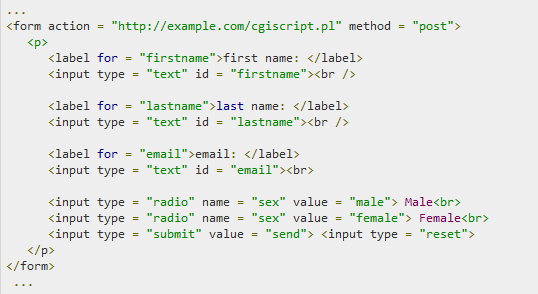 ...
<form action = "http://example.com/cgiscript.pl" method = "post">
<p>
<label for = "firstname">first name: </label>
<input type = "text" id = "firstname"><br />
<label for = "lastname">last name: </label>
<input type = "text" id = "lastname"><br />
<label for = "email">email: </label>
<input type = "text" id = "email"><br>
<input type = "radio" name = "sex" value = "male"> Male<br>
<input type = "radio" name = "sex" value = "female"> Female<br>
<input type = "submit" value = "send"> <input type = "reset">
</p>
</form>
...